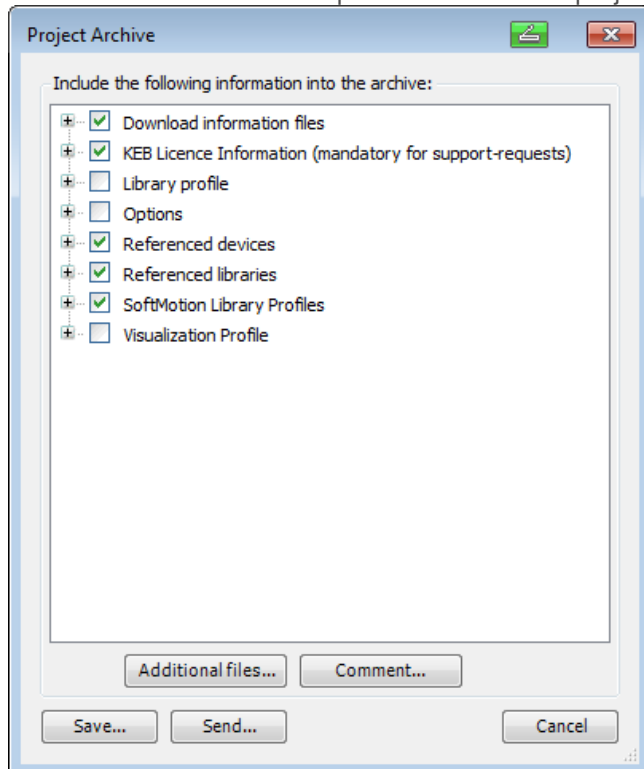 Project Archive
Include the following information into the archive:
Download information files
KEB Licence Information (mandatory for support-requests)
Library profile
Options
Referenced devices
Referenced libraries
SoftMotion Library Profiles
Visualization Profile
Additional files... Comment...
Save... Send... Cancel